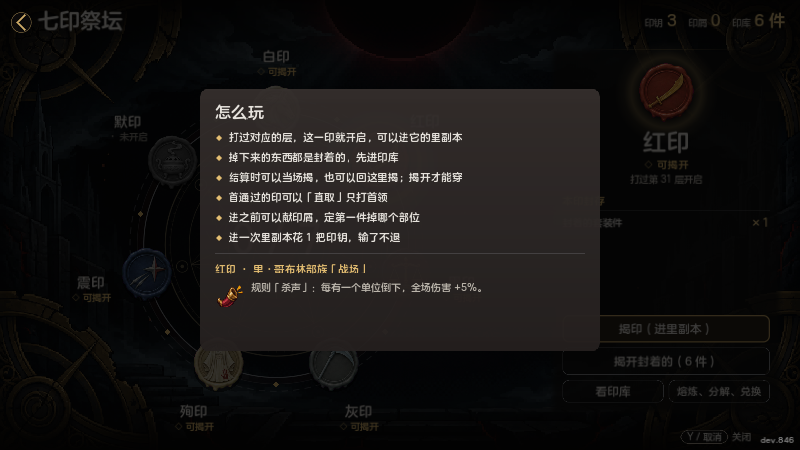 七印祭坛
印钥 3 印屑 0 印库 6 件
白印
可揭开
默印
· 未开启
震印
可揭开
殉印
可揭开
灰印
可揭开
怎么玩
打过对应的层，这一印就开启，可以进它的里副本
掉下来的东西都是封着的，先进印库
结算时可以当场揭，也可以回这里揭；揭开才能穿
首通过的印可以「直取」只打首领
进之前可以献印屑，定第一件掉哪个部位
进一次里副本花 1 把印钥，输了不退
红印 · 里·哥布林部族「战场」
规则「杀声」：每有一个单位倒下，全场伤害 +5%。
红印
可揭开
打过第 31 层开启
装件 ×1
揭印（进里副本）
揭开封着的（6 件）
看印库
熔炼、分解、兑换
Y / 取消 关闭
dev.846